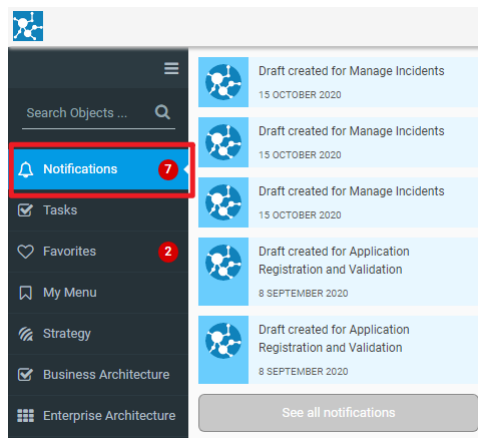 Search Objects ...
Notifications 7
Tasks
Favorites 2
My Menu
Strategy
Business Architecture
Enterprise Architecture
Draft created for Manage Incidents
15 OCTOBER 2020
Draft created for Manage Incidents
15 OCTOBER 2020
Draft created for Manage Incidents
15 OCTOBER 2020
Draft created for Application
Registration and Validation
8 SEPTEMBER 2020
Draft created for Application
Registration and Validation
8 SEPTEMBER 2020
See all notifications